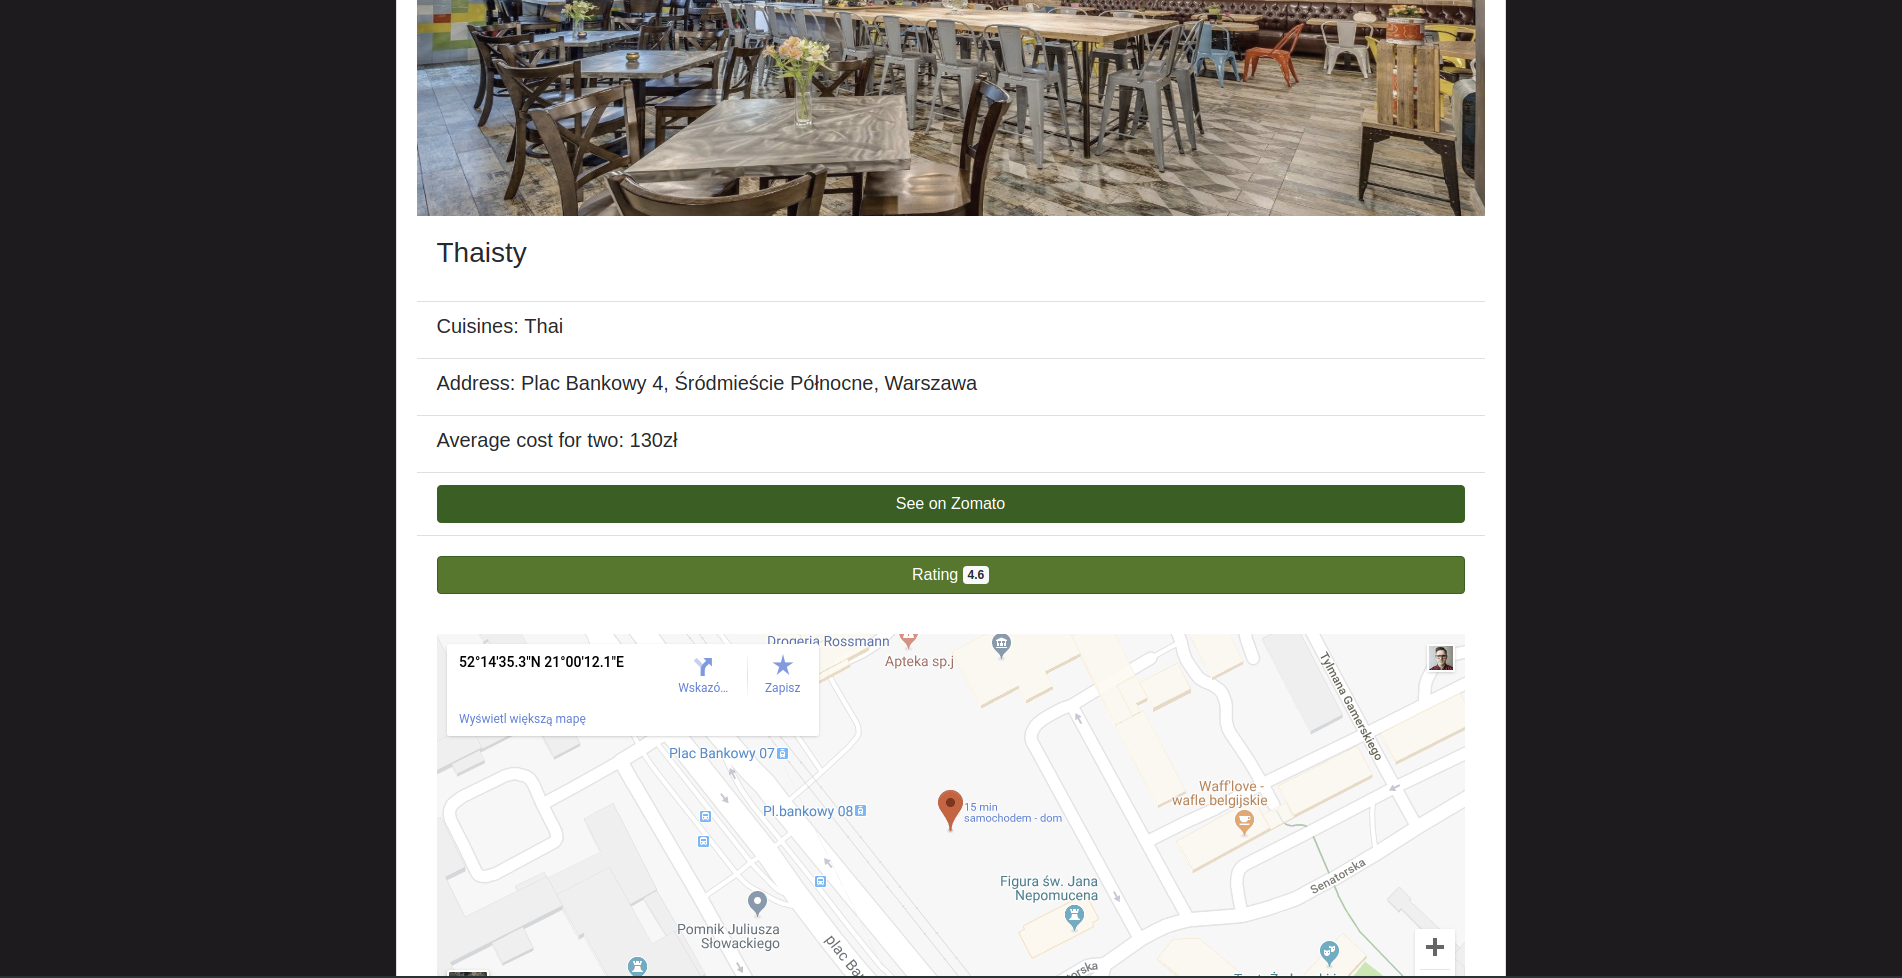 Thaisty
Cuisines: Thai
Address: Plac Bankowy 4, Śródmieście Północne, Warszawa
Average cost for two: 130zł
See on Zomato
Rating 4.6
52°14'35.3"N 21°00'12.1"E
Wskazó...
Zapisz
Wyświetl większą mapę
Drogeria Rossmann
Apteka sp.j
Tylmana Gamerskiego
Plac Bankowy 07
Pl.bankowy 08
15 min
samochodem - dom
Waff'love -
wafle belgijskie
Senatorska
Figura św. Jana
Nepomucena
Pomnik Juliusza
Słowackiego
plac Ba